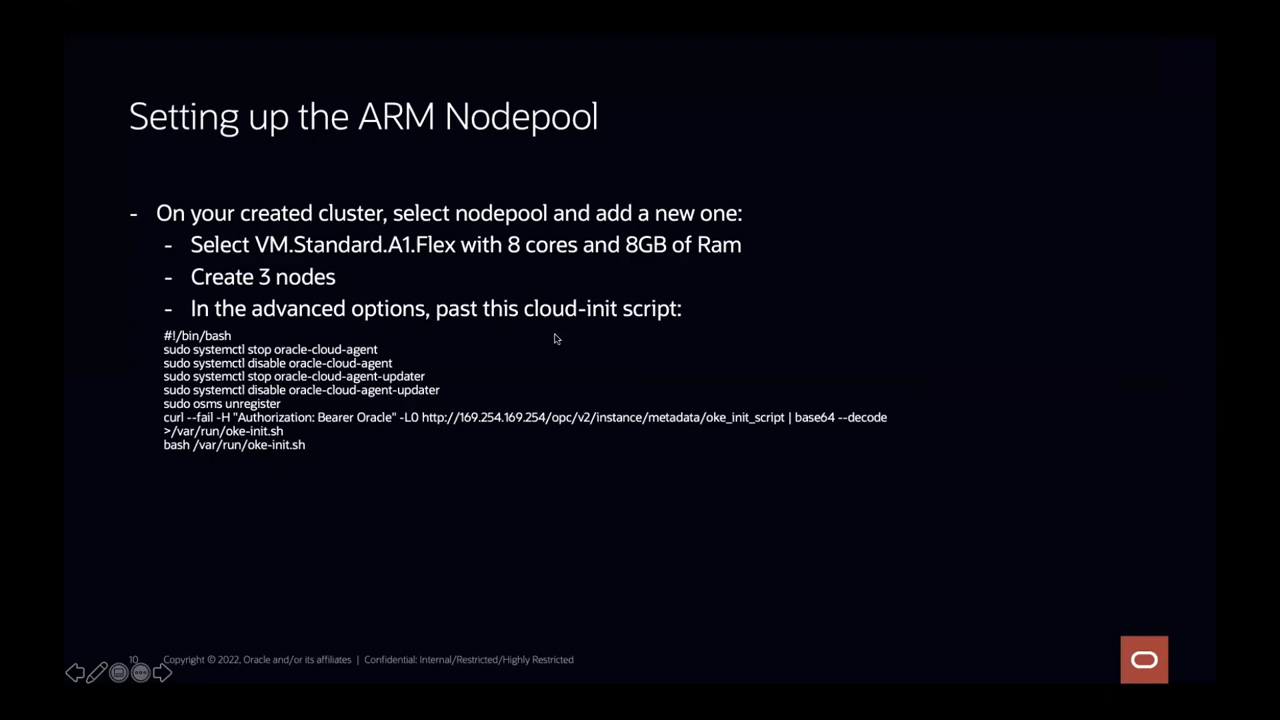 Setting up the ARM Nodepool
- On your created cluster, select nodepool and add a new one:
- Select VM.Standard.A1.Flex with 8 cores and 8GB of Ram
- Create 3 nodes
- In the advanced options, past this cloud-init script:
#!/bin/bash
sudo systemctl stop oracle-cloud-agent
sudo systemctl disable oracle-cloud-agent
sudo systemctl stop oracle-cloud-agent-updater
sudo systemctl disable oracle-cloud-agent-updater
sudo osms unregister
curl --fail -H "Authorization: Bearer Oracle" -L0 http://169.254.169.254/opc/v2/instance/metadata/oke_init_script | base64 --decode
>/var/run/oke-init.sh
bash /var/run/oke-init.sh
10 Copyright © 2022, Oracle and/or its affiliates | Confidential: Internal/Restricted/Highly Restricted